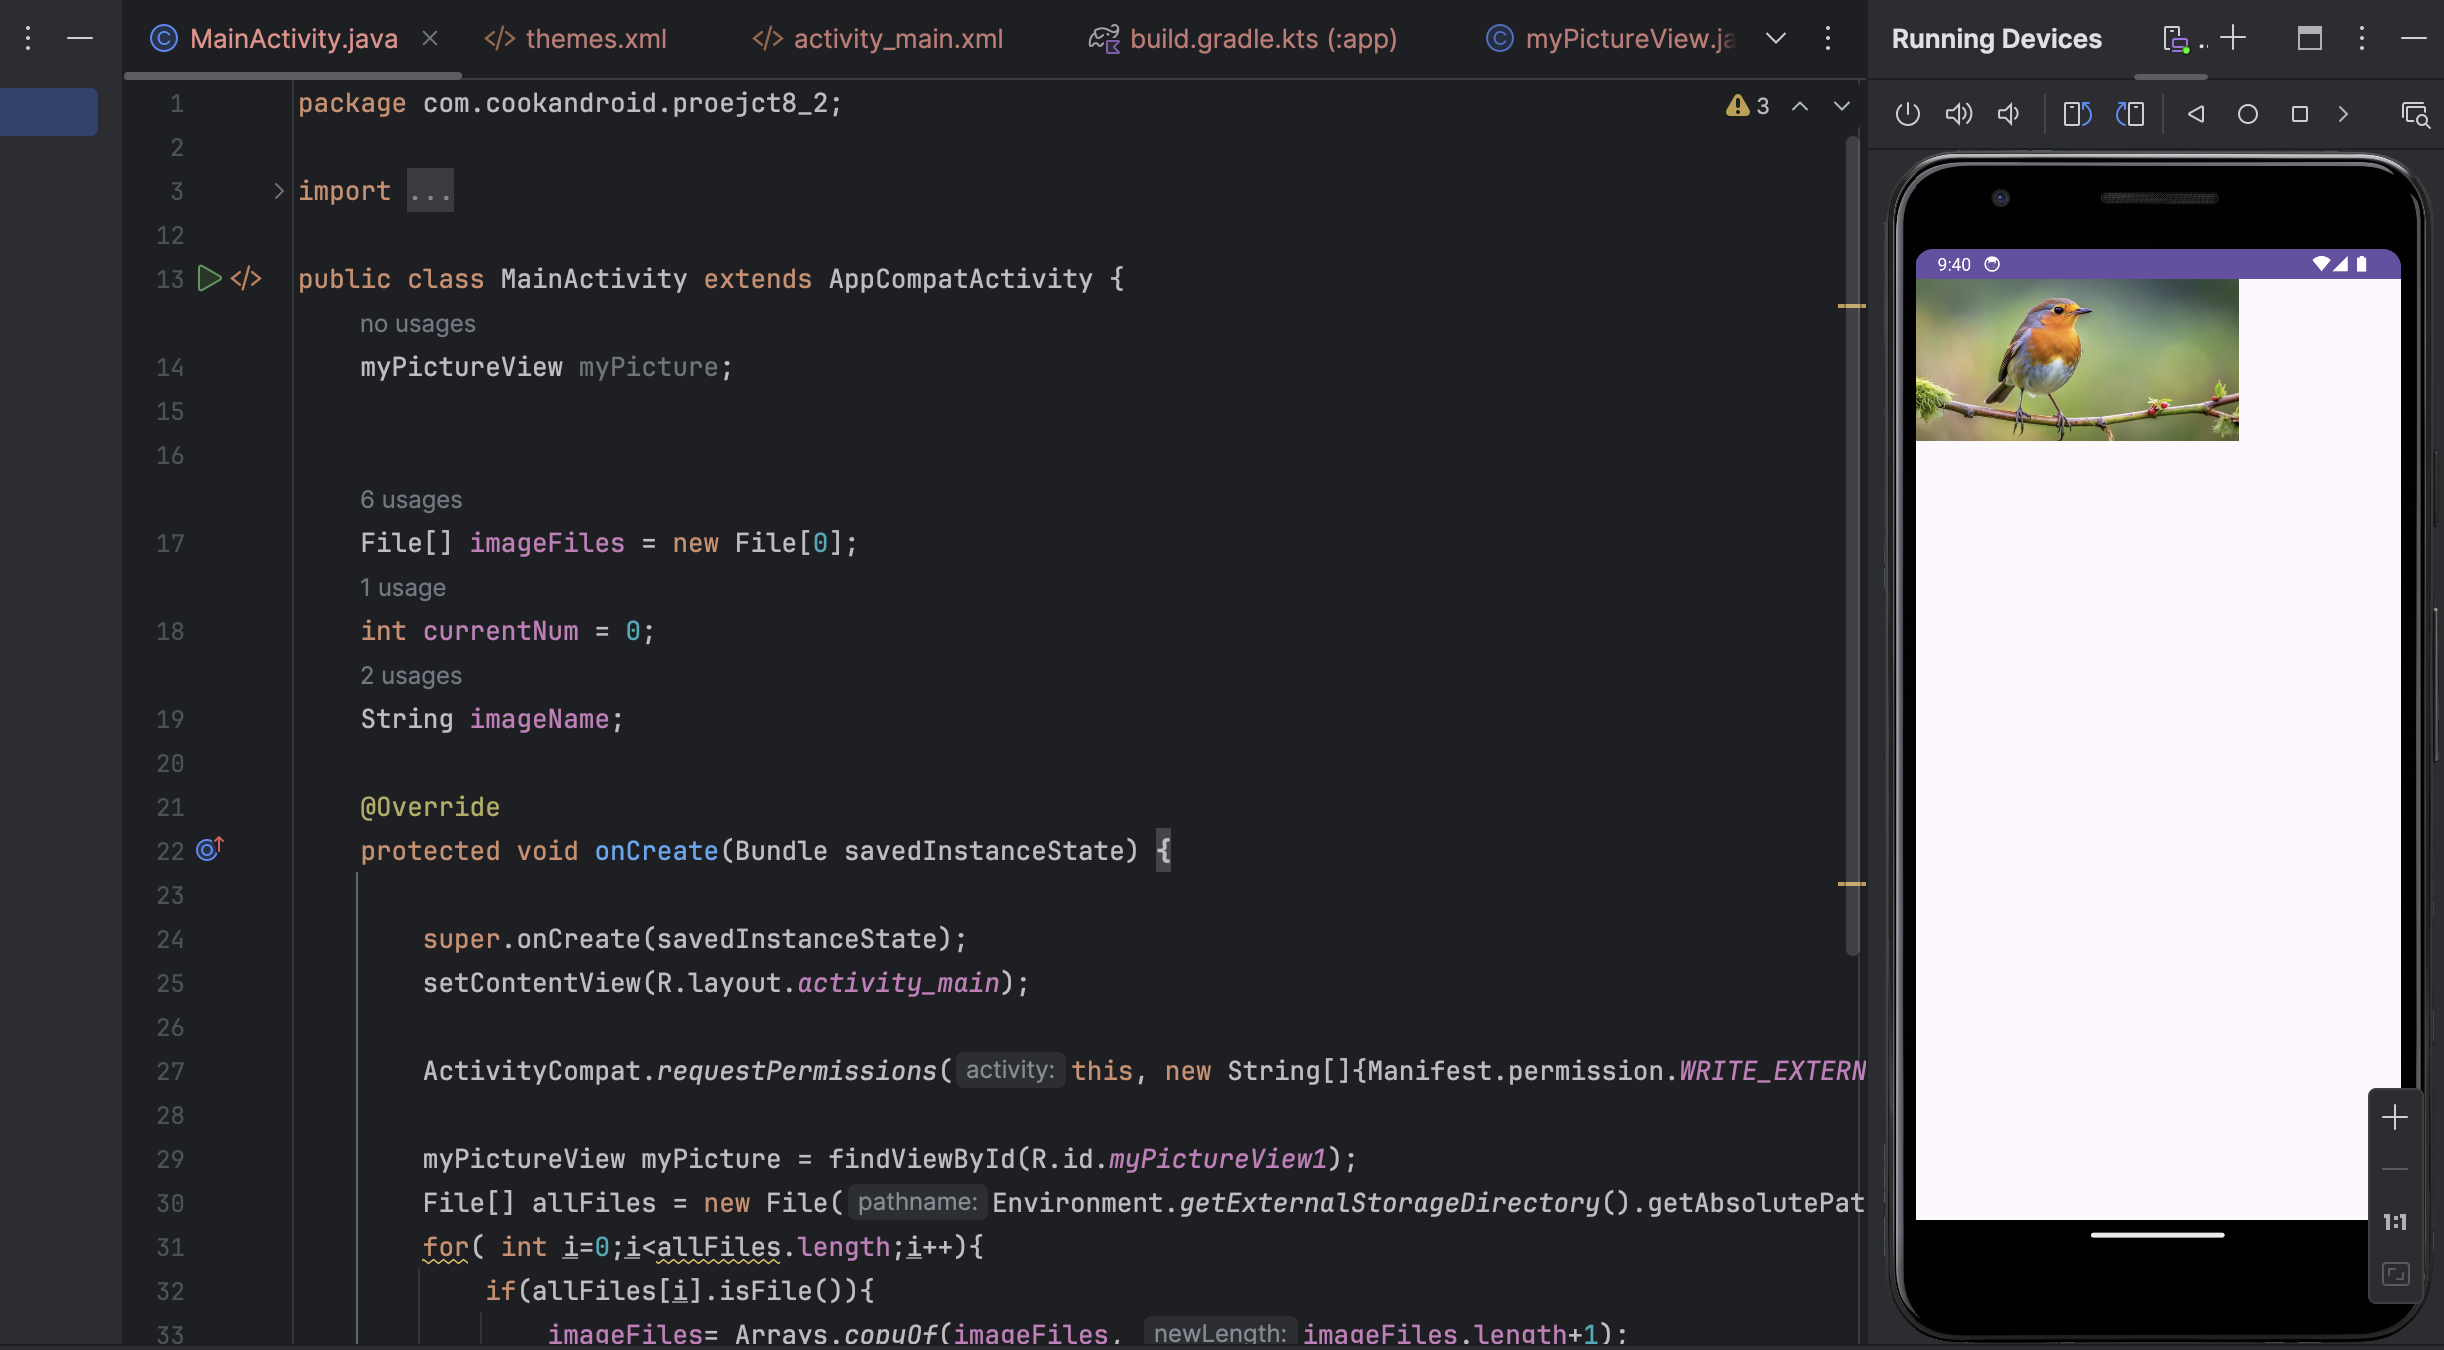 MainActivity.java
themes.xml
activity_main.xml
build.gradle.kts (:app)
myPictureView.ja
Running Devices
3
1 package com.cookandroid.proejct8_2;
2
3 import ...
12
13 public class MainActivity extends AppCompatActivity {
no usages
14 myPictureView myPicture;
15
16
6 usages
17 File[] imageFiles = new File[0];
1 usage
18 int currentNum = 0;
2 usages
19 String imageName;
20
21 @Override
22 protected void onCreate(Bundle savedInstanceState) {
23
24 super.onCreate(savedInstanceState);
25 setContentView(R.layout.activity_main);
26
27 ActivityCompat.requestPermissions( activity: this, new String[]{Manifest.permission.WRITE_EXTERN
28
29 myPictureView myPicture = findViewById(R.id.myPictureView1);
30 File[] allFiles = new File( pathname: Environment.getExternalStorageDirectory().getAbsolutePat
31 for( int i=0;i<allFiles.length;i++){
32 if(allFiles[i].isFile()){
33 imageFiles= Arrays.copyOf(imageFiles, newLength: imageFiles.length+1);
9:40
1:1